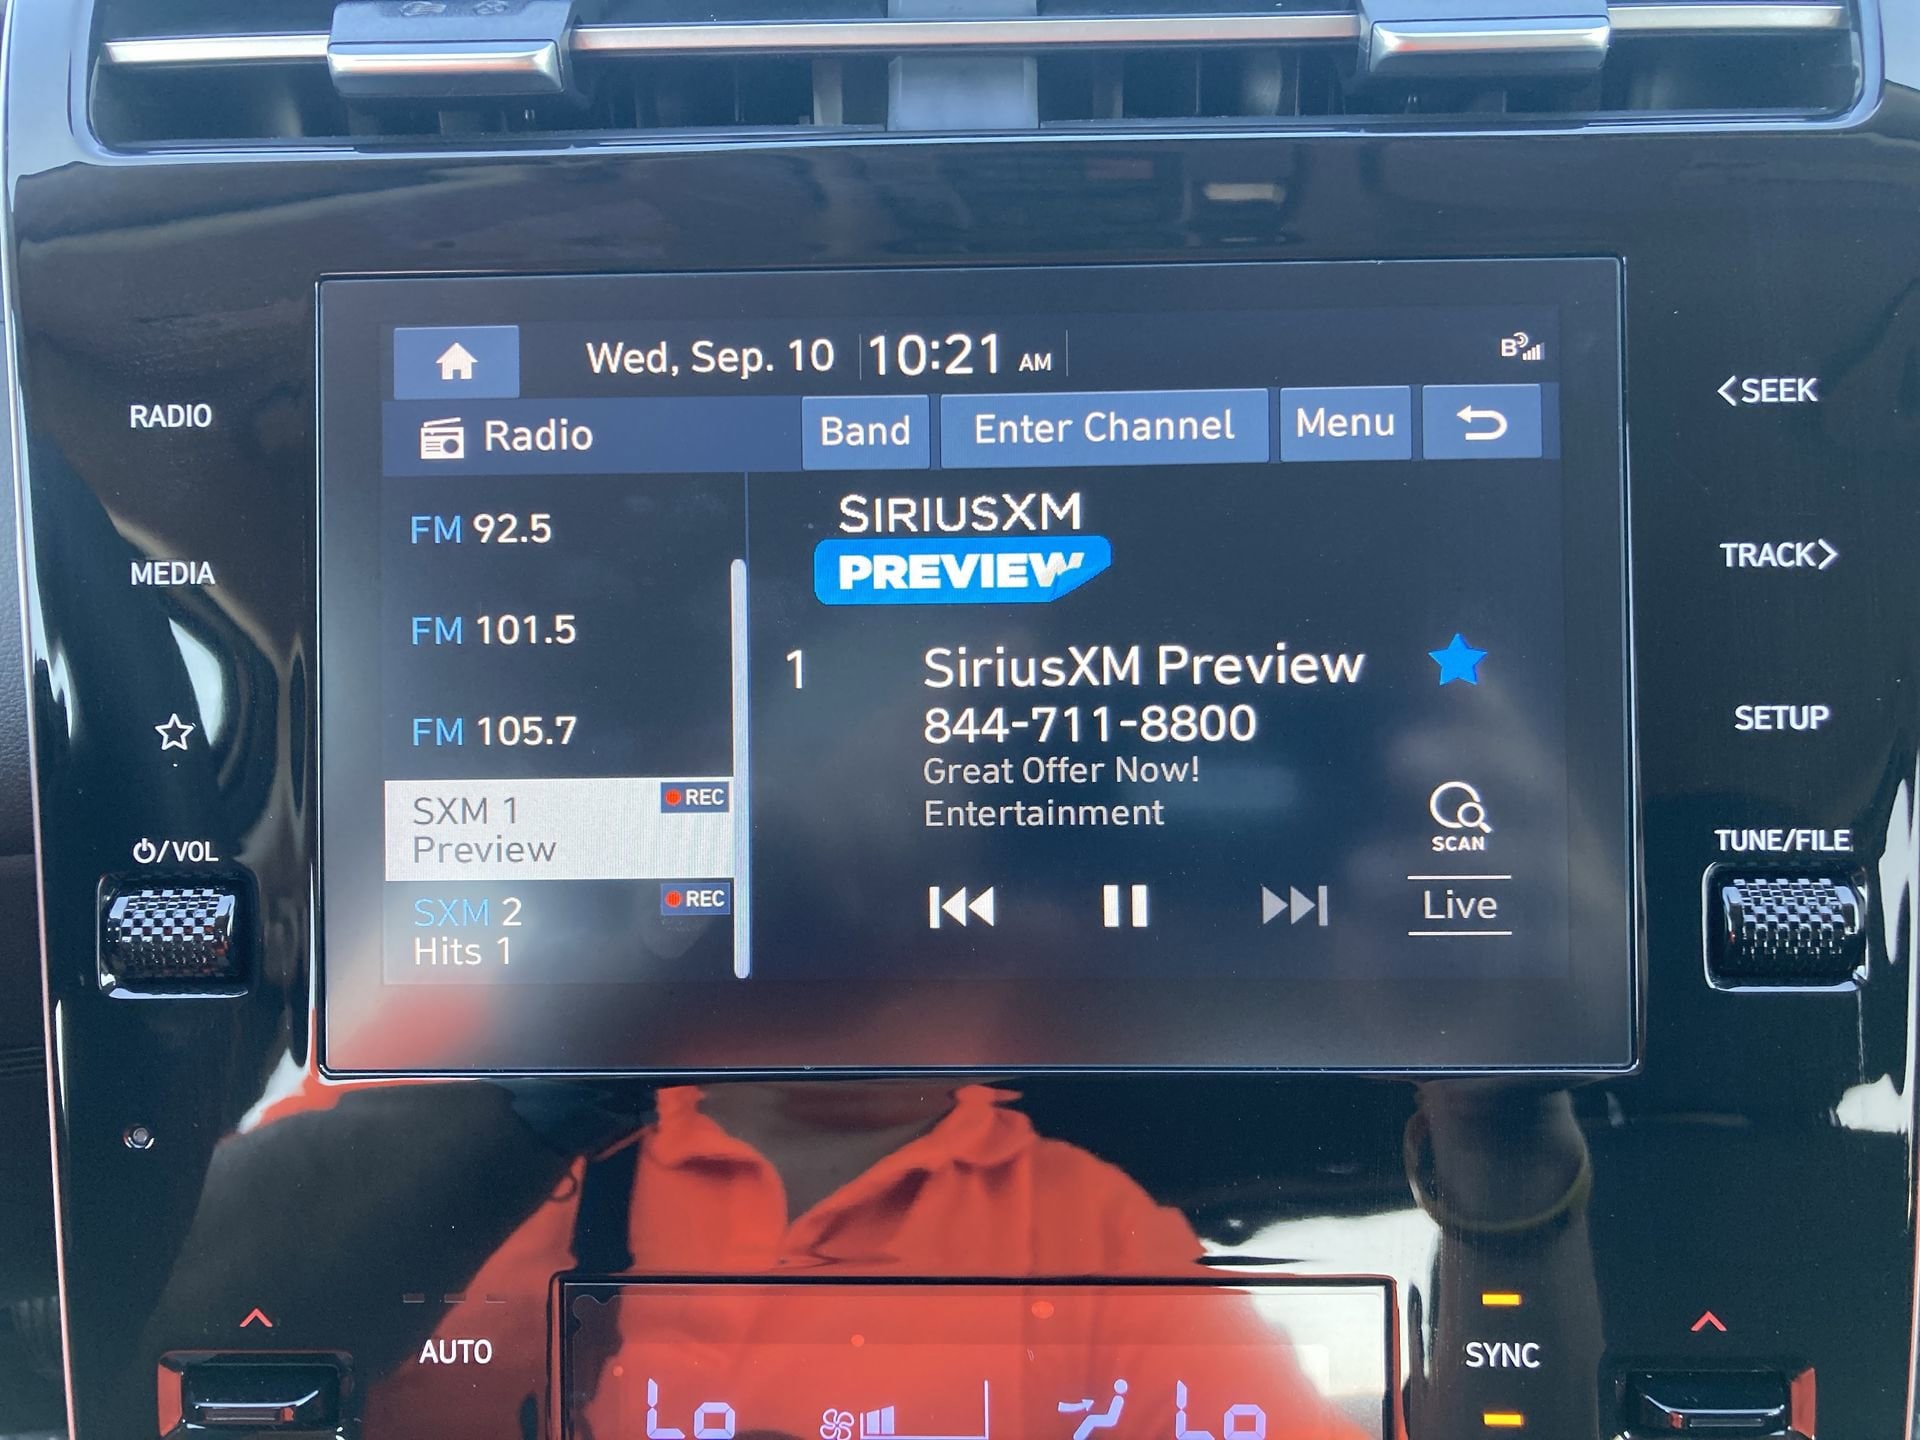 Wed, Sep. 10 10:21 AM
B
Radio Band Enter Channel Menu
FM 92.5
FM 101.5
FM 105.7
SXM 1 REC
Preview
SXM 2 REC
Hits 1
SIRIUSXM
PREVIEW
1 SiriusXM Preview
844-711-8800
Great Offer Now!
Entertainment
SCAN
Live
RADIO
MEDIA
/VOL
<SEEK
TRACK>
SETUP
TUNE/FILE
AUTO
Lo Lo
SYNC